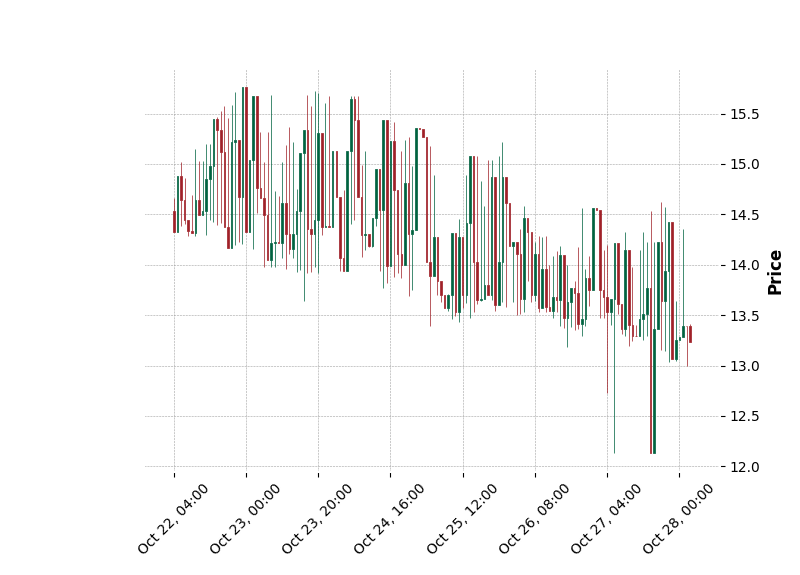 15.5
15.0
14.5
14.0
13.5
13.0
12.5
12.0
Price
Oct 22, 04:00
Oct 23, 00:00
Oct 23, 20:00
Oct 24, 16:00
Oct 25, 12:00
Oct 26, 08:00
Oct 27, 04:00
Oct 28, 00:00